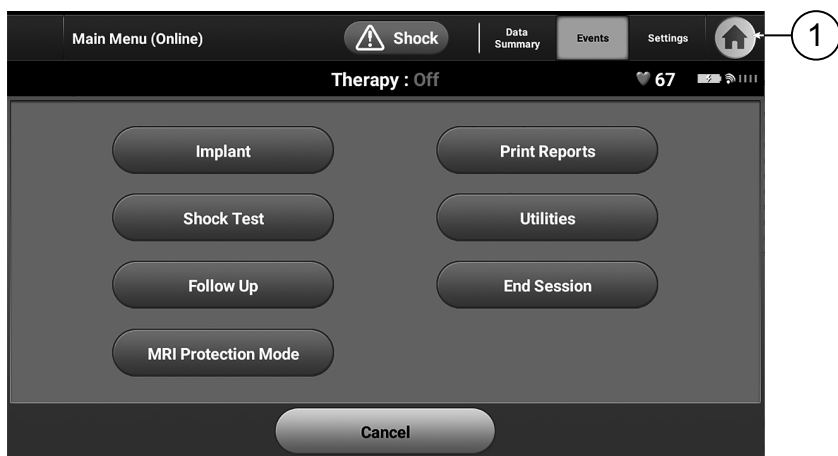 Main Menu (Online)
Shock
Data
Summary
Events
Settings
1
Therapy : Off
67
Implant
Print Reports
Shock Test
Utilities
Follow Up
End Session
MRI Protection Mode
Cancel